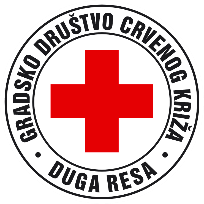 GRADSKO DRUŠTVO CRVENOG KRIŽA
• DUGA RESA •